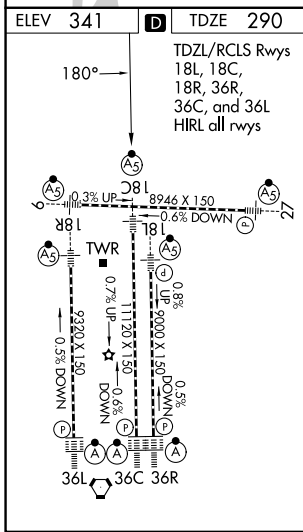 ELEV 341
D
TDZE 290
TDZL/RCLS Rwys
18L, 18C,
18R, 36R,
36C, and 36L
HIRL all rwys
180°
A5
18C
A5
0.3% UP
8946 X 150
A5
9
27
0.6% DOWN
P
18R
18L
A5
TWR
A5
P
0.7% UP
0.8%
UP
9320 X 150
11120 X 150
9000 X 150
0.5% DOWN
0.6%
DOWN
0.5%
DOWN
P
P
P
A
A
A
36L
36C
36R